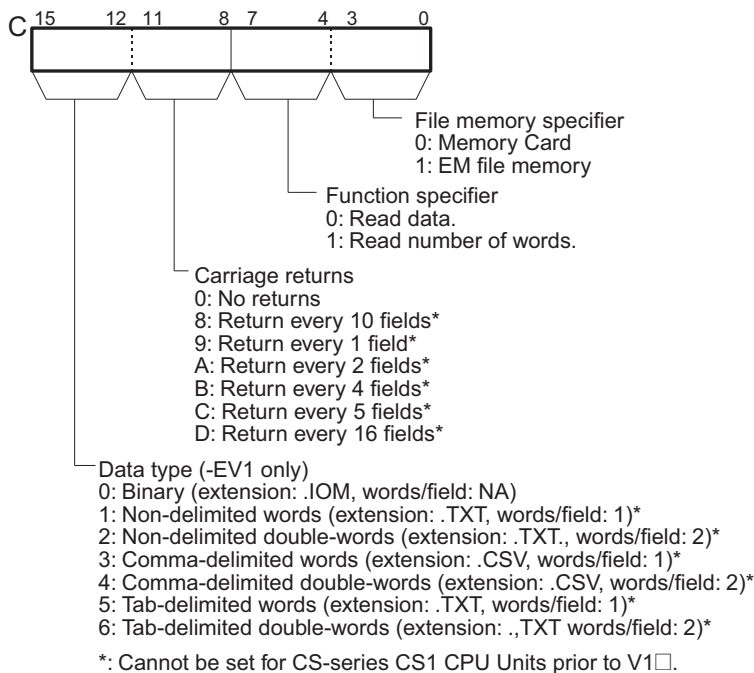 C 15 12 11 8 7 4 3 0
File memory specifier
0: Memory Card
1: EM file memory
Function specifier
0: Read data.
1: Read number of words.
Carriage returns
0: No returns
8: Return every 10 fields*
9: Return every 1 field*
A: Return every 2 fields*
B: Return every 4 fields*
C: Return every 5 fields*
D: Return every 16 fields*
Data type (-EV1 only)
0: Binary (extension: .IOM, words/field: NA)
1: Non-delimited words (extension: .TXT, words/field: 1)*
2: Non-delimited double-words (extension: .TXT., words/field: 2)*
3: Comma-delimited words (extension: .CSV, words/field: 1)*
4: Comma-delimited double-words (extension: .CSV, words/field: 2)*
5: Tab-delimited words (extension: .TXT, words/field: 1)*
6: Tab-delimited double-words (extension: .,TXT words/field: 2)*
*: Cannot be set for CS-series CS1 CPU Units prior to V1□.